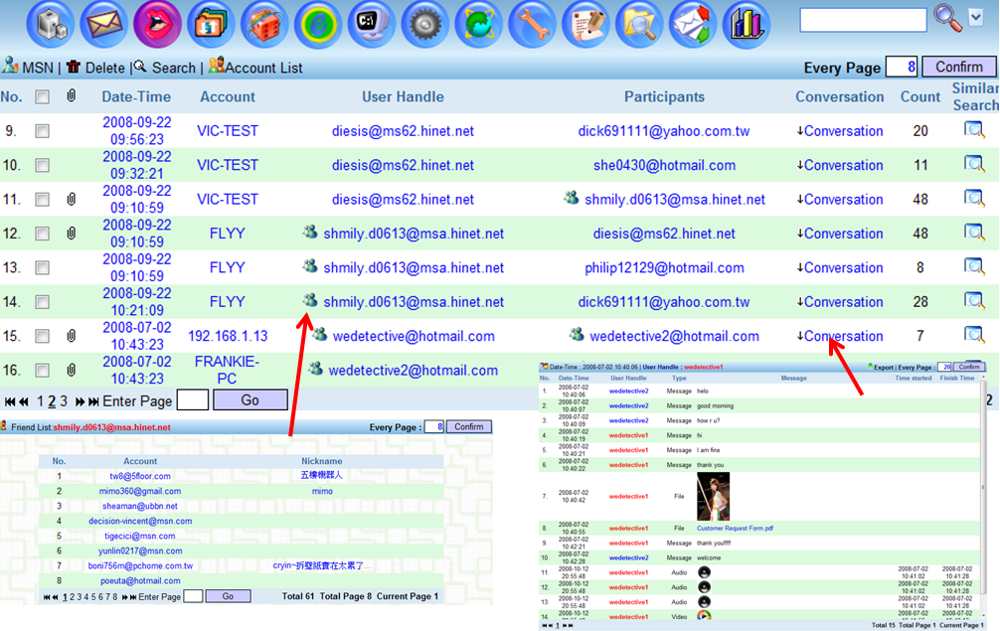 MSN | Delete | Search | Account List Every Page 8 Confirm
No. Date-Time Account User Handle Participants Conversation Count Similar Search
9. 2008-09-22 09:56:23 VIC-TEST diesis@ms62.hinet.net dick691111@yahoo.com.tw ↓Conversation 20
10. 2008-09-22 09:32:21 VIC-TEST diesis@ms62.hinet.net she0430@hotmail.com ↓Conversation 11
11. 2008-09-22 09:10:59 VIC-TEST diesis@ms62.hinet.net shmily.d0613@msa.hinet.net ↓Conversation 48
12. 2008-09-22 09:10:59 FLYY shmily.d0613@msa.hinet.net diesis@ms62.hinet.net ↓Conversation 48
13. 2008-09-22 09:10:59 FLYY shmily.d0613@msa.hinet.net philip12129@hotmail.com ↓Conversation 8
14. 2008-09-22 10:21:09 FLYY shmily.d0613@msa.hinet.net dick691111@yahoo.com.tw ↓Conversation 28
15. 2008-07-02 10:43:23 192.168.1.13 wedetective@hotmail.com wedetective2@hotmail.com ↓Conversation 7
16. 2008-07-02 10:43:23 FRANKIE-PC wedetective2@hotmail.com
1 2 3 Enter Page Go
2
Friend List:shmily.d0613@msa.hinet.net Every Page : 8 Confirm
No. Account Nickname
1 tw8@5floor.com 五樓機器人
2 mimo360@gmail.com mimo
3 sheaman@ubbn.net
4 decision-vincent@msn.com
5 tigecici@msn.com
6 yunlin0217@msn.com
7 boni756m@pchome.com.tw cryin~拆壁紙實在太累了...
8 poeuta@hotmail.com
1 2 3 4 5 6 7 8 Enter Page Go Total 61 Total Page 8 Current Page 1
Date-Time : 2008-07-02 10:40:06 | User Handle : wedetective1 Export | Every Page : 20 Confirm
No. Date-Time User Handle Type Message Time started Finish Time
1. 2008-07-02 10:40:06 wedetective2 Message helo
2. 2008-07-02 10:40:07 wedetective2 Message good morning
3. 2008-07-02 10:40:09 wedetective2 Message how r u?
4. 2008-07-02 10:40:19 wedetective1 Message hi
5. 2008-07-02 10:40:21 wedetective1 Message I am fine
6. 2008-07-02 10:40:22 wedetective1 Message thank you
7. 2008-07-02 10:40:42 wedetective1 File
8. 2008-07-02 10:40:55 wedetective1 File Customer Request Form.pdf
9. 2008-07-02 10:42:21 wedetective1 Message thank you!!!!!
10. 2008-07-02 10:42:28 wedetective2 Message welcome
11. 2008-10-12 20:55:48 wedetective1 Audio 2008-07-02 10:41:02 2008-07-02 10:41:28
12. 2008-10-12 20:55:48 wedetective1 Audio 2008-07-02 10:41:02 2008-07-02 10:41:28
13. 2008-10-12 20:55:48 wedetective1 Audio 2008-07-02 10:41:02 2008-07-02 10:41:28
14. 2008-10-12 wedetective1 Video 2008-07-02 2008-07-02
1 Total 15 Total Page 1 Current Page 1